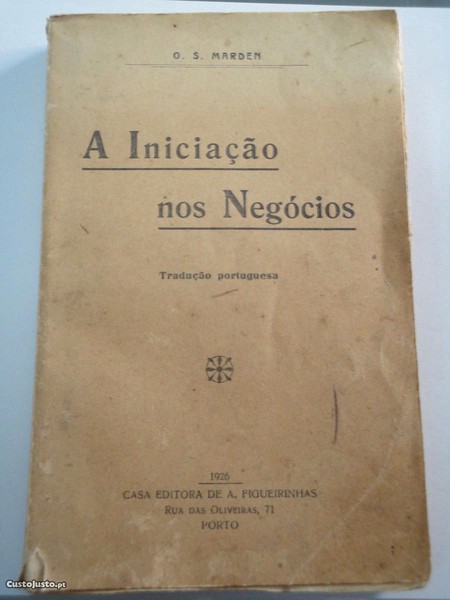 O. S. MARDEN
A Iniciação
nos Negócios
Tradução portuguesa
1926
CASA EDITORA DE A. FIGUEIRINHAS
RUA DAS OLIVEIRAS, 71
PORTO
CustoJusto.pt